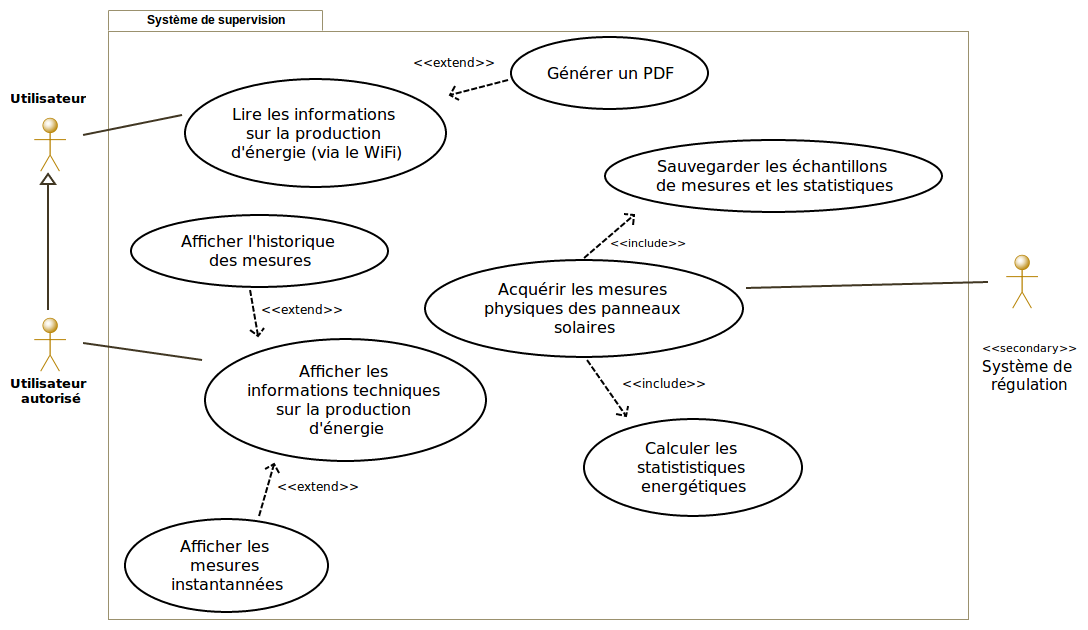 Système de supervision
<<extend>>
Générer un PDF
Utilisateur
Lire les informations
sur la production
d'énergie (via le WiFi)
Sauvegarder les échantillons
de mesures et les statistiques
Afficher l'historique
des mesures
<<include>>
Acquérir les mesures
physiques des panneaux
solaires
<<extend>>
<<secondary>>
Système de
régulation
Utilisateur
autorisé
Afficher les
informations techniques
sur la production
d'énergie
<<include>>
Calculer les
statististiques
energétiques
<<extend>>
Afficher les
mesures
instantannées